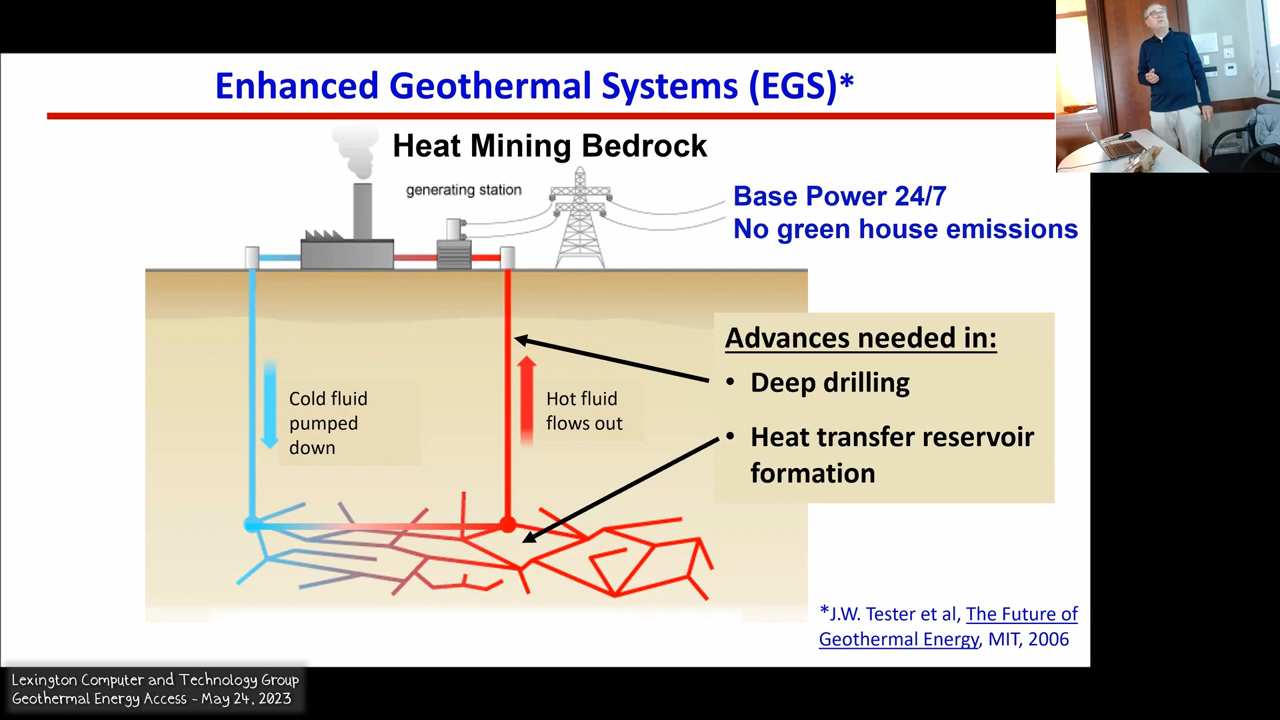 Enhanced Geothermal Systems (EGS)*
Heat Mining Bedrock
generating station
Base Power 24/7
No green house emissions
Advances needed in:
• Deep drilling
• Heat transfer reservoir
formation
Cold fluid
pumped
down
Hot fluid
flows out
*J.W. Tester et al, The Future of
Geothermal Energy, MIT, 2006
Lexington Computer and Technology Group
Geothermal Energy Access - May 24, 2023